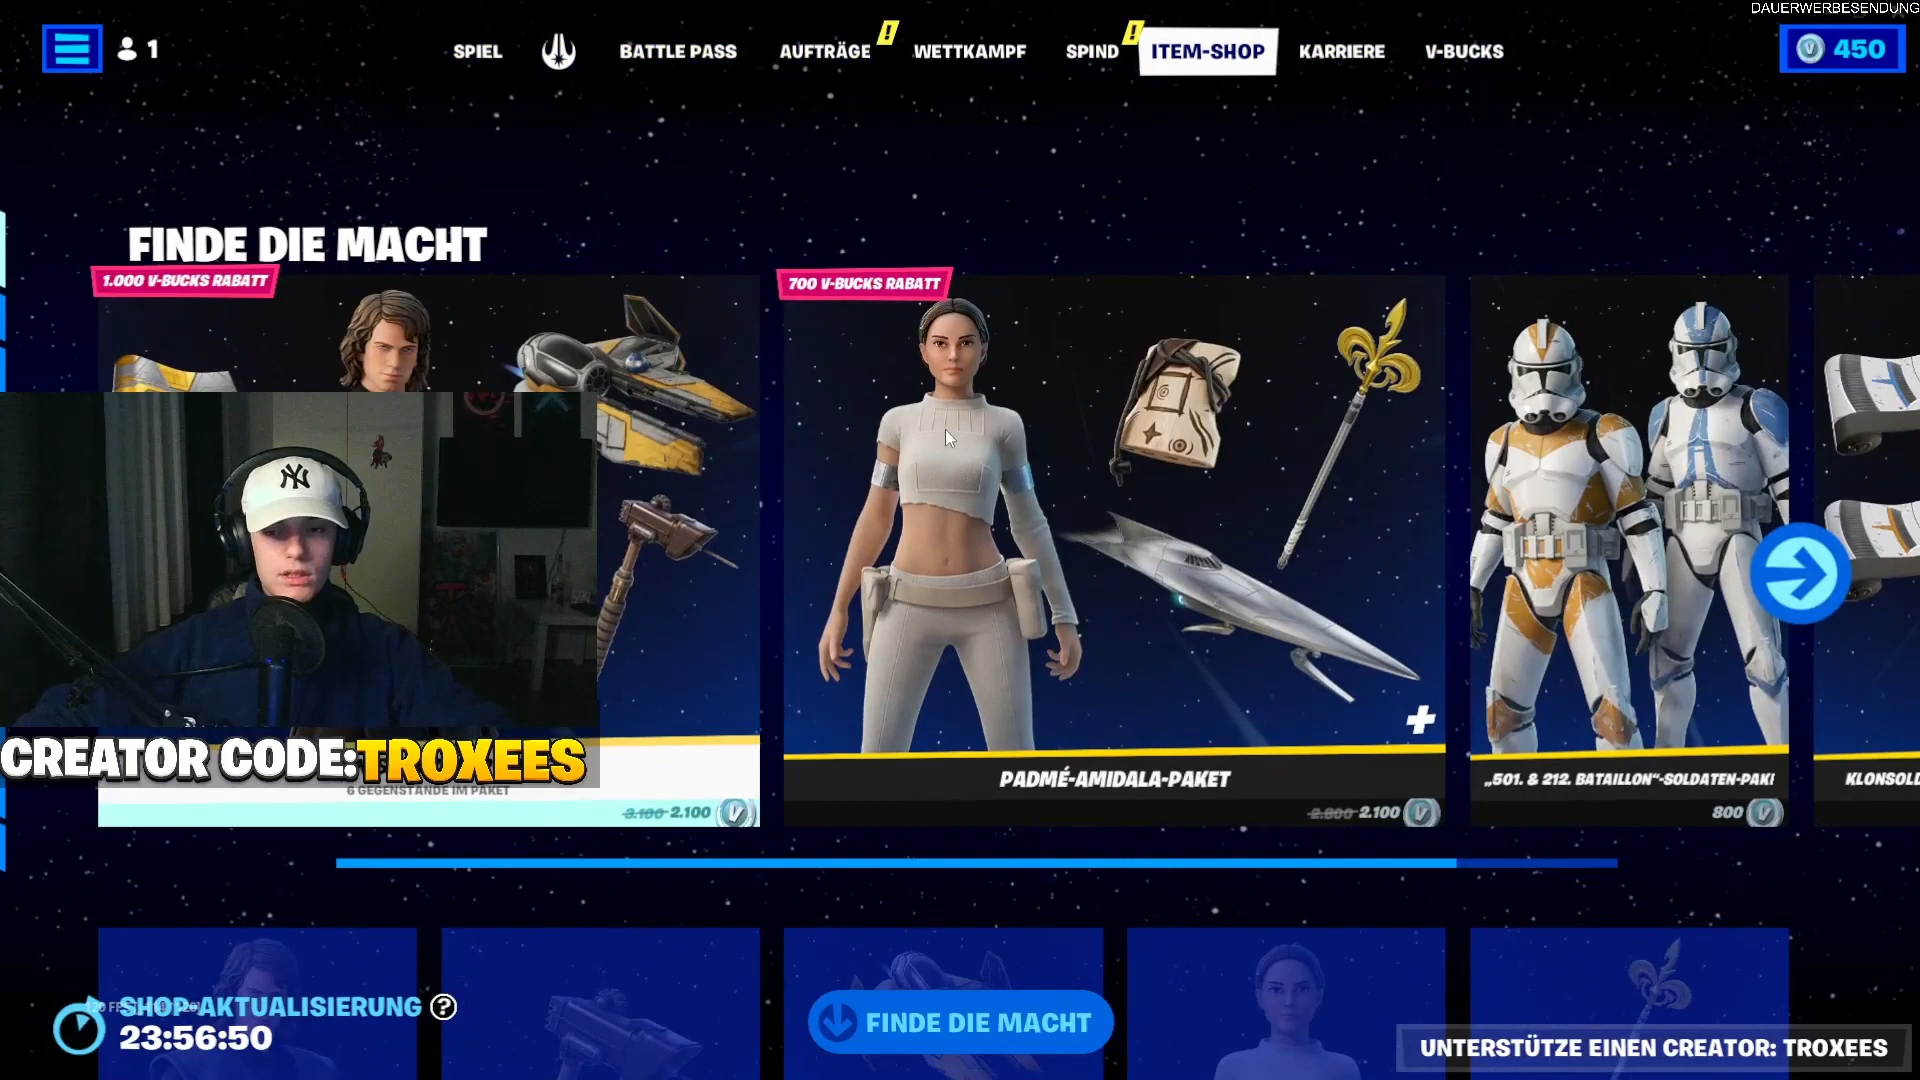 DAUERWERBESENDUNG
1
SPIEL
BATTLE PASS
AUFTRÄGE
!
WETTKAMPF
SPIND
!
ITEM-SHOP
KARRIERE
V-BUCKS
450
FINDE DIE MACHT
1.000 V-BUCKS RABATT
700 V-BUCKS RABATT
NY
CREATOR CODE:TROXEES
6 GEGENSTÄNDE IM PAKET
3.100 2.100
PADMÉ-AMIDALA-PAKET
2.800 2.100
„501. & 212. BATAILLON“-SOLDATEN-PAKE
800
KLONSOLD
SHOP-AKTUALISIERUNG ?
23:56:50
FINDE DIE MACHT
UNTERSTÜTZE EINEN CREATOR: TROXEES